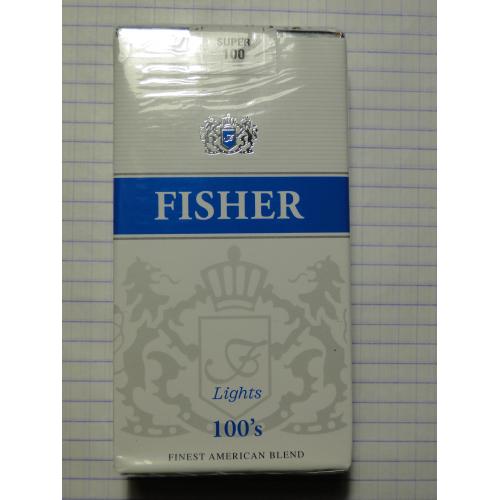 SUPER
100
F
FISHER
F
Lights
100's
FINEST AMERICAN BLEND